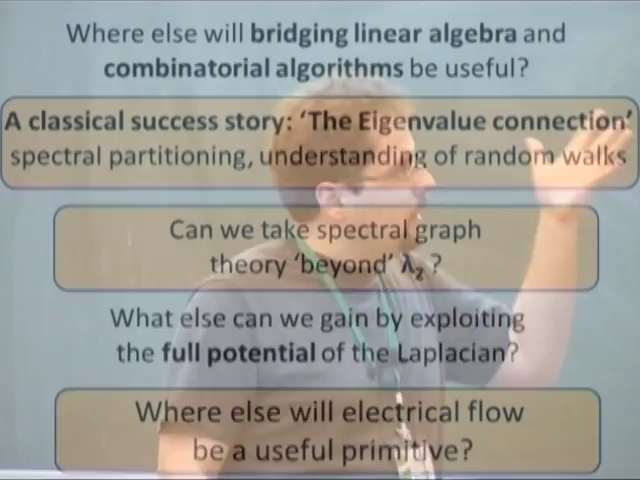 Where else will bridging linear algebra and
combinatorial algorithms be useful?
A classical success story: ‘The Eigenvalue connection’
spectral partitioning, understanding of random walks
Can we take spectral graph
theory ‘beyond’ λ₂ ?
What else can we gain by exploiting
the full potential of the Laplacian?
Where else will electrical flow
be a useful primitive?